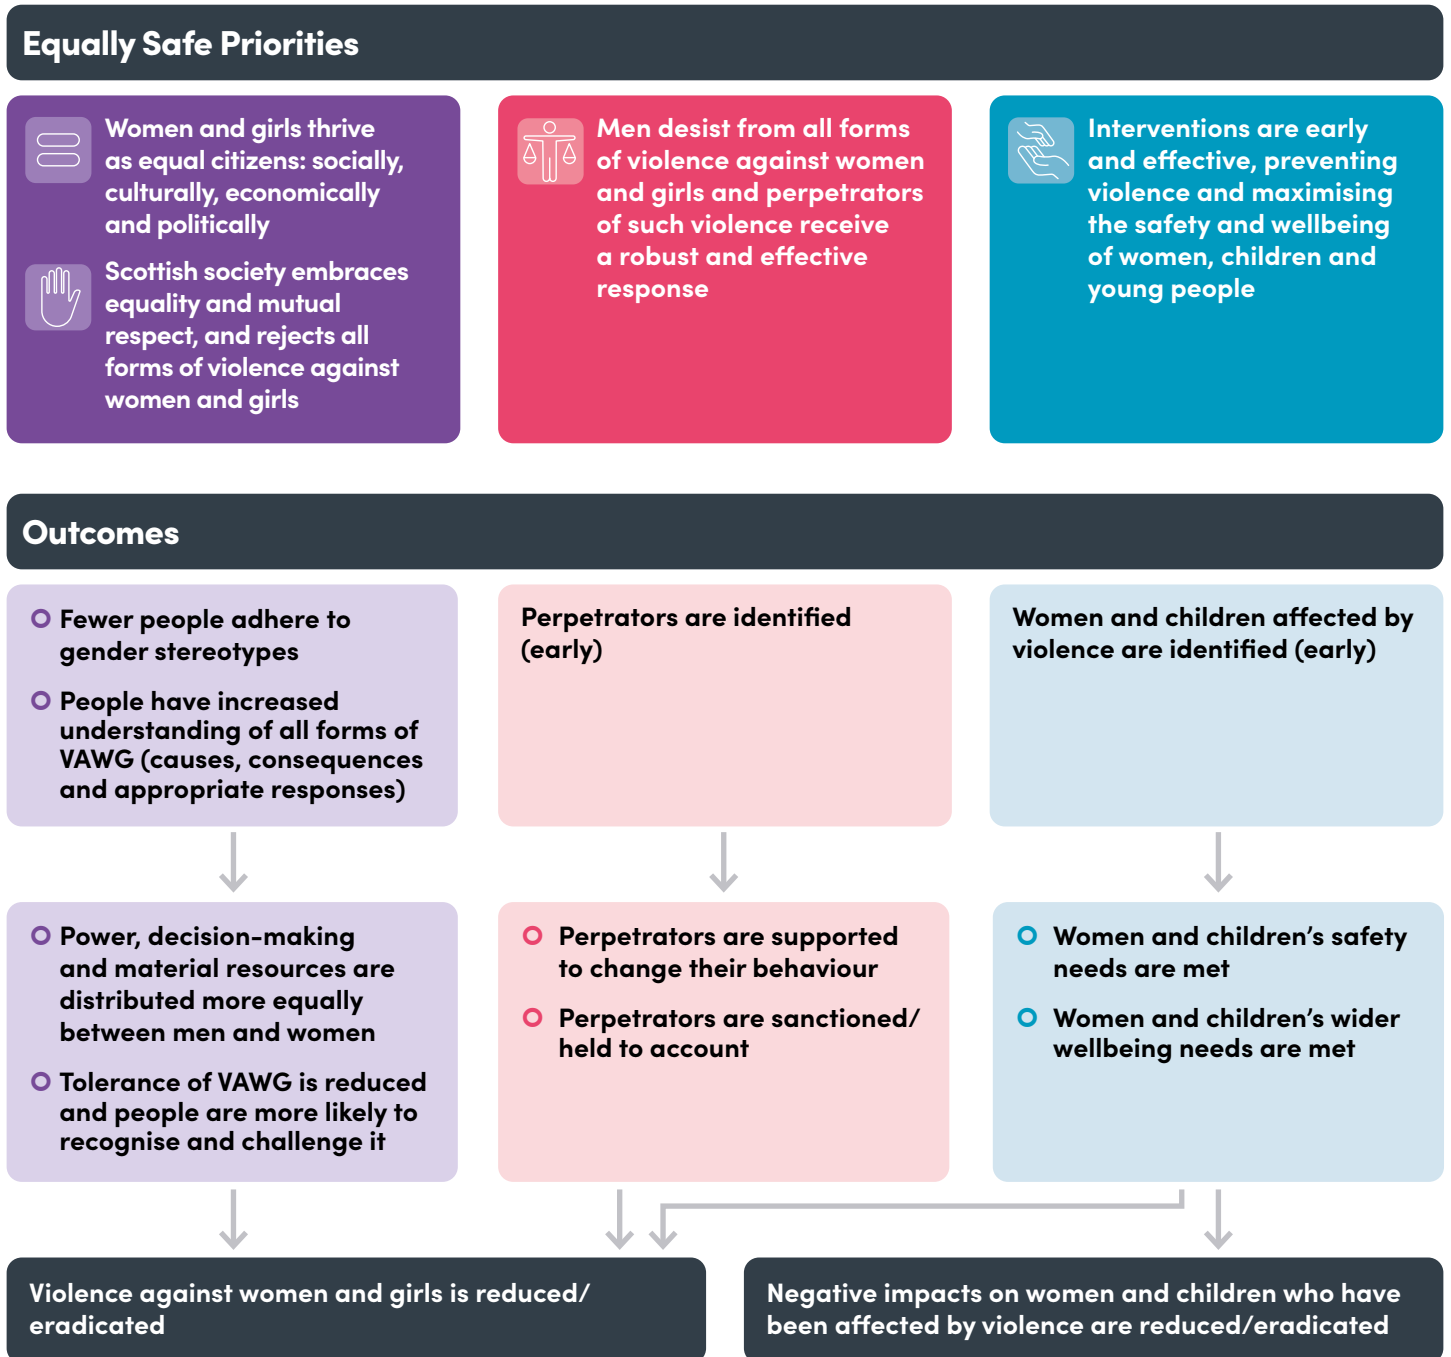 Equally Safe Priorities
Women and girls thrive
as equal citizens: socially,
culturally, economically
and politically
Scottish society embraces
equality and mutual
respect, and rejects all
forms of violence against
women and girls
Men desist from all forms
of violence against women
and girls and perpetrators
of such violence receive
a robust and effective
response
Interventions are early
and effective, preventing
violence and maximising
the safety and wellbeing
of women, children and
young people
Outcomes
Fewer people adhere to
gender stereotypes
People have increased
understanding of all forms of
VAWG (causes, consequences
and appropriate responses)
Perpetrators are identified
(early)
Women and children affected by
violence are identified (early)
Power, decision-making
and material resources are
distributed more equally
between men and women
Tolerance of VAWG is reduced
and people are more likely to
recognise and challenge it
Perpetrators are supported
to change their behaviour
Perpetrators are sanctioned/
held to account
Women and children’s safety
needs are met
Women and children’s wider
wellbeing needs are met
Violence against women and girls is reduced/
eradicated
Negative impacts on women and children who have
been affected by violence are reduced/eradicated